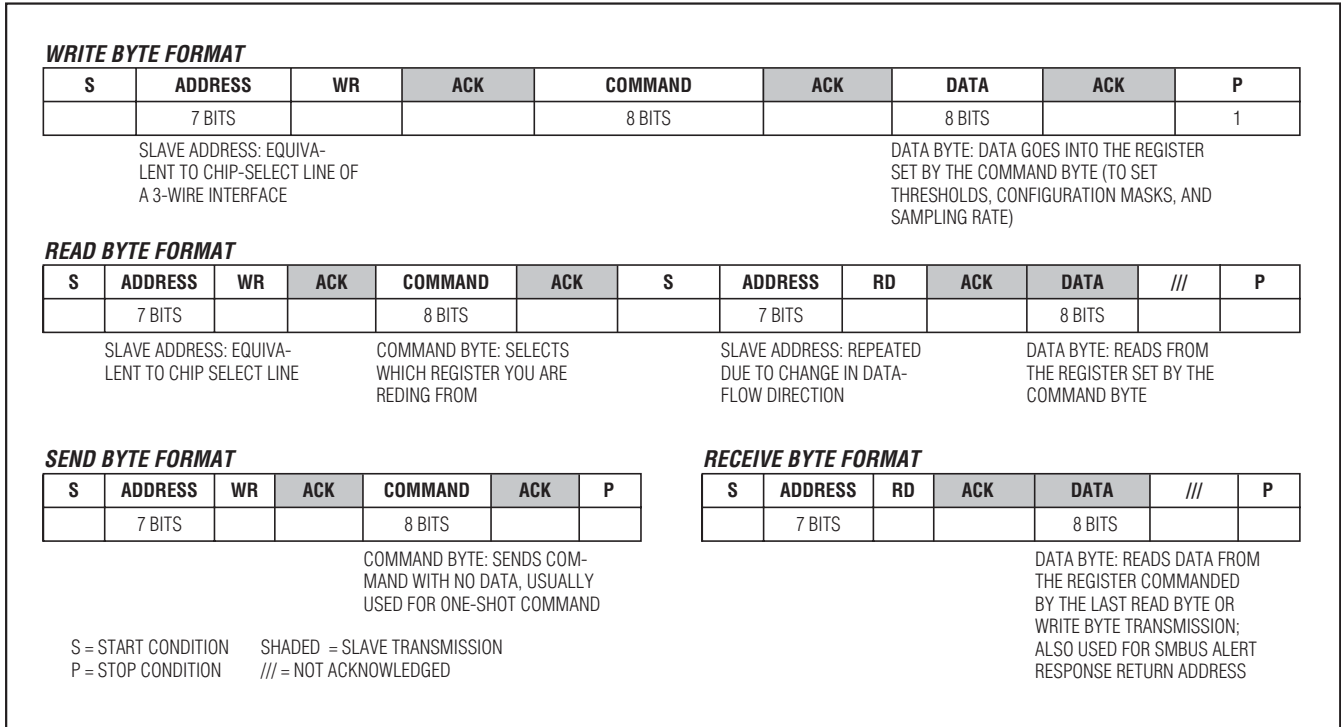 WRITE BYTE FORMAT
S ADDRESS WR ACK COMMAND ACK DATA ACK P
7 BITS 8 BITS 8 BITS 1
SLAVE ADDRESS: EQUIVA-
LENT TO CHIP-SELECT LINE OF
A 3-WIRE INTERFACE
DATA BYTE: DATA GOES INTO THE REGISTER
SET BY THE COMMAND BYTE (TO SET
THRESHOLDS, CONFIGURATION MASKS, AND
SAMPLING RATE)
READ BYTE FORMAT
S ADDRESS WR ACK COMMAND ACK S ADDRESS RD ACK DATA /// P
7 BITS 8 BITS 7 BITS 8 BITS
SLAVE ADDRESS: EQUIVA-
LENT TO CHIP SELECT LINE
COMMAND BYTE: SELECTS
WHICH REGISTER YOU ARE
REDING FROM
SLAVE ADDRESS: REPEATED
DUE TO CHANGE IN DATA-
FLOW DIRECTION
DATA BYTE: READS FROM
THE REGISTER SET BY THE
COMMAND BYTE
SEND BYTE FORMAT
S ADDRESS WR ACK COMMAND ACK P
7 BITS 8 BITS
COMMAND BYTE: SENDS COM-
MAND WITH NO DATA, USUALLY
USED FOR ONE-SHOT COMMAND
RECEIVE BYTE FORMAT
S ADDRESS RD ACK DATA /// P
7 BITS 8 BITS
DATA BYTE: READS DATA FROM
THE REGISTER COMMANDED
BY THE LAST READ BYTE OR
WRITE BYTE TRANSMISSION;
ALSO USED FOR SMBUS ALERT
RESPONSE RETURN ADDRESS
S = START CONDITION SHADED = SLAVE TRANSMISSION
P = STOP CONDITION /// = NOT ACKNOWLEDGED